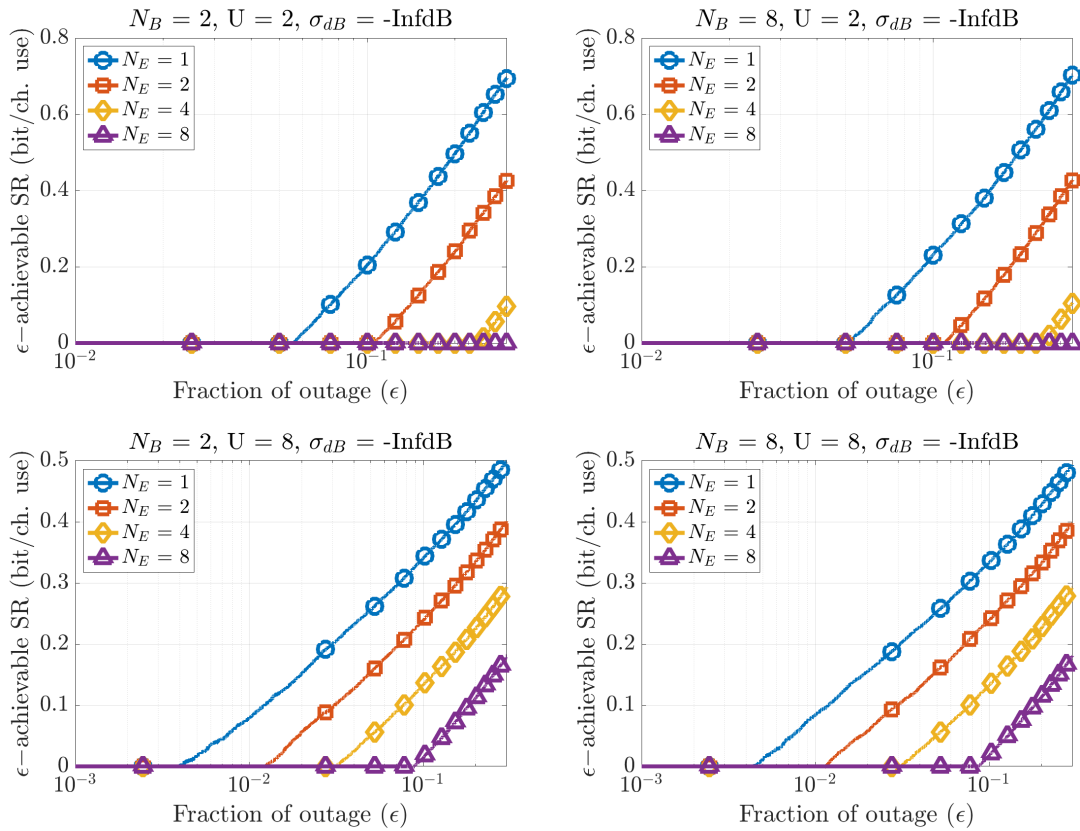 N_B = 2, U = 2, σ_dB = -InfdB
ϵ−achievable SR (bit/ch. use)
0.8
0.6
0.4
0.2
0
N_E = 1
N_E = 2
N_E = 4
N_E = 8
10^−2
10^−1
Fraction of outage (ϵ)
N_B = 8, U = 2, σ_dB = -InfdB
ϵ−achievable SR (bit/ch. use)
0.8
0.6
0.4
0.2
0
N_E = 1
N_E = 2
N_E = 4
N_E = 8
10^−2
10^−1
Fraction of outage (ϵ)
N_B = 2, U = 8, σ_dB = -InfdB
ϵ−achievable SR (bit/ch. use)
0.5
0.4
0.3
0.2
0.1
0
N_E = 1
N_E = 2
N_E = 4
N_E = 8
10^−3
10^−2
10^−1
Fraction of outage (ϵ)
N_B = 8, U = 8, σ_dB = -InfdB
ϵ−achievable SR (bit/ch. use)
0.5
0.4
0.3
0.2
0.1
0
N_E = 1
N_E = 2
N_E = 4
N_E = 8
10^−3
10^−2
10^−1
Fraction of outage (ϵ)